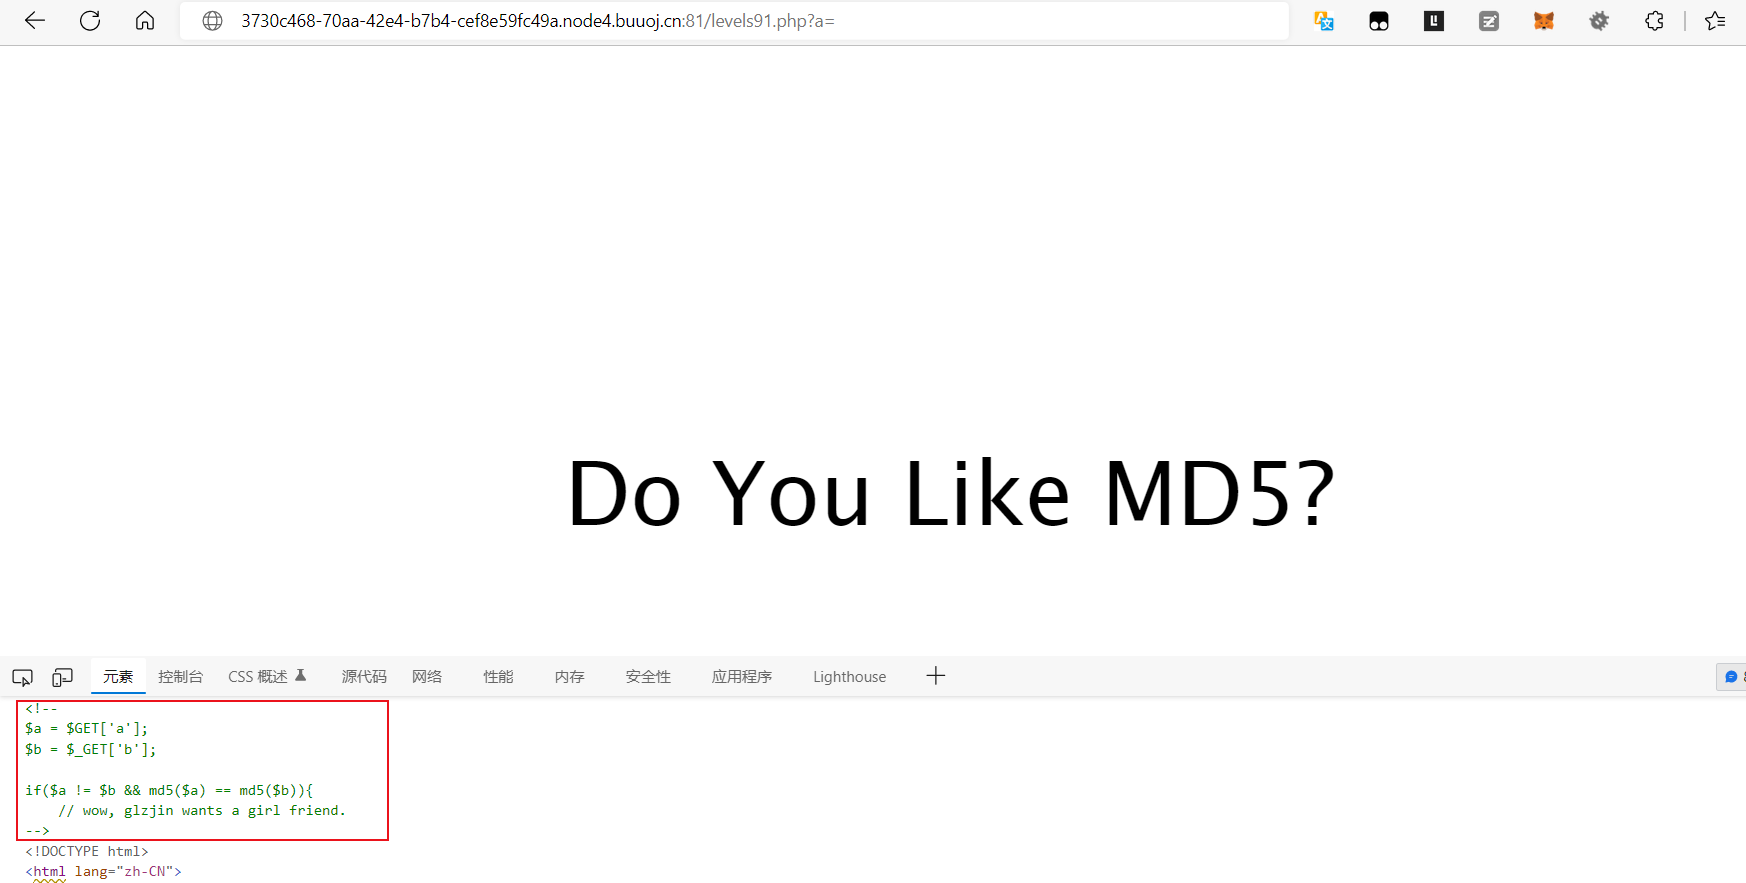 3730c468-70aa-42e4-b7b4-cef8e59fc49a.node4.buuoj.cn:81/levels91.php?a=
Do You Like MD5?
元素 控制台 CSS 概述 源代码 网络 性能 内存 安全性 应用程序 Lighthouse
<!--
$a = $GET['a'];
$b = $_GET['b'];
if($a != $b && md5($a) == md5($b)){
// wow, glzjin wants a girl friend.
-->
<!DOCTYPE html>
<html lang="zh-CN">